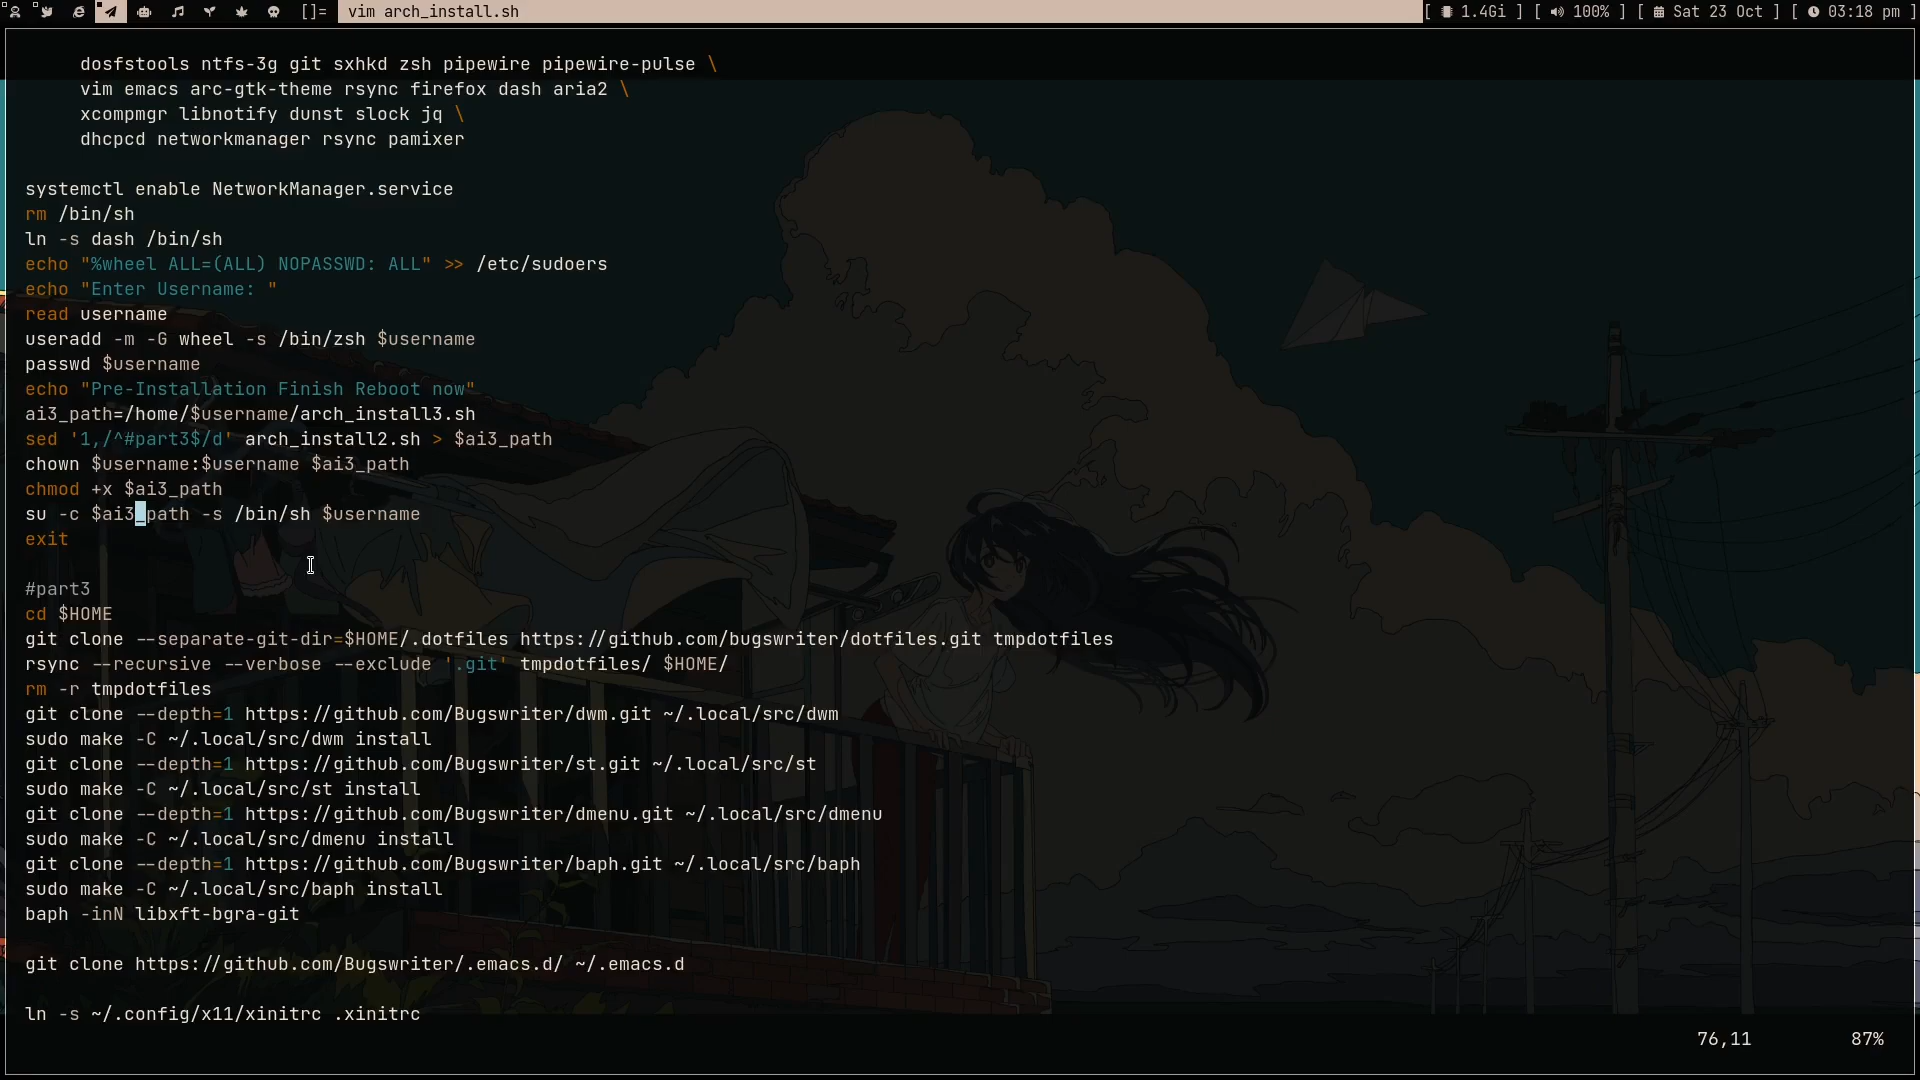 []= vim arch_install.sh [ 1.4Gi ] [ 100% ] [ Sat 23 Oct ] [ 03:18 pm ]
dosfstools ntfs-3g git sxhkd zsh pipewire pipewire-pulse \
vim emacs arc-gtk-theme rsync firefox dash aria2 \
xcompmgr libnotify dunst slock jq \
dhcpcd networkmanager rsync pamixer
systemctl enable NetworkManager.service
rm /bin/sh
ln -s dash /bin/sh
echo "%wheel ALL=(ALL) NOPASSWD: ALL" >> /etc/sudoers
echo "Enter Username: "
read username
useradd -m -G wheel -s /bin/zsh $username
passwd $username
echo "Pre-Installation Finish Reboot now"
ai3_path=/home/$username/arch_install3.sh
sed '1,/^#part3$/d' arch_install2.sh > $ai3_path
chown $username:$username $ai3_path
chmod +x $ai3_path
su -c $ai3_path -s /bin/sh $username
exit
#part3
cd $HOME
git clone --separate-git-dir=$HOME/.dotfiles https://github.com/bugswriter/dotfiles.git tmpdotfiles
rsync --recursive --verbose --exclude '.git' tmpdotfiles/ $HOME/
rm -r tmpdotfiles
git clone --depth=1 https://github.com/Bugswriter/dwm.git ~/.local/src/dwm
sudo make -C ~/.local/src/dwm install
git clone --depth=1 https://github.com/Bugswriter/st.git ~/.local/src/st
sudo make -C ~/.local/src/st install
git clone --depth=1 https://github.com/Bugswriter/dmenu.git ~/.local/src/dmenu
sudo make -C ~/.local/src/dmenu install
git clone --depth=1 https://github.com/Bugswriter/baph.git ~/.local/src/baph
sudo make -C ~/.local/src/baph install
baph -inN libxft-bgra-git
git clone https://github.com/Bugswriter/.emacs.d/ ~/.emacs.d
ln -s ~/.config/x11/xinitrc .xinitrc
76,11 87%